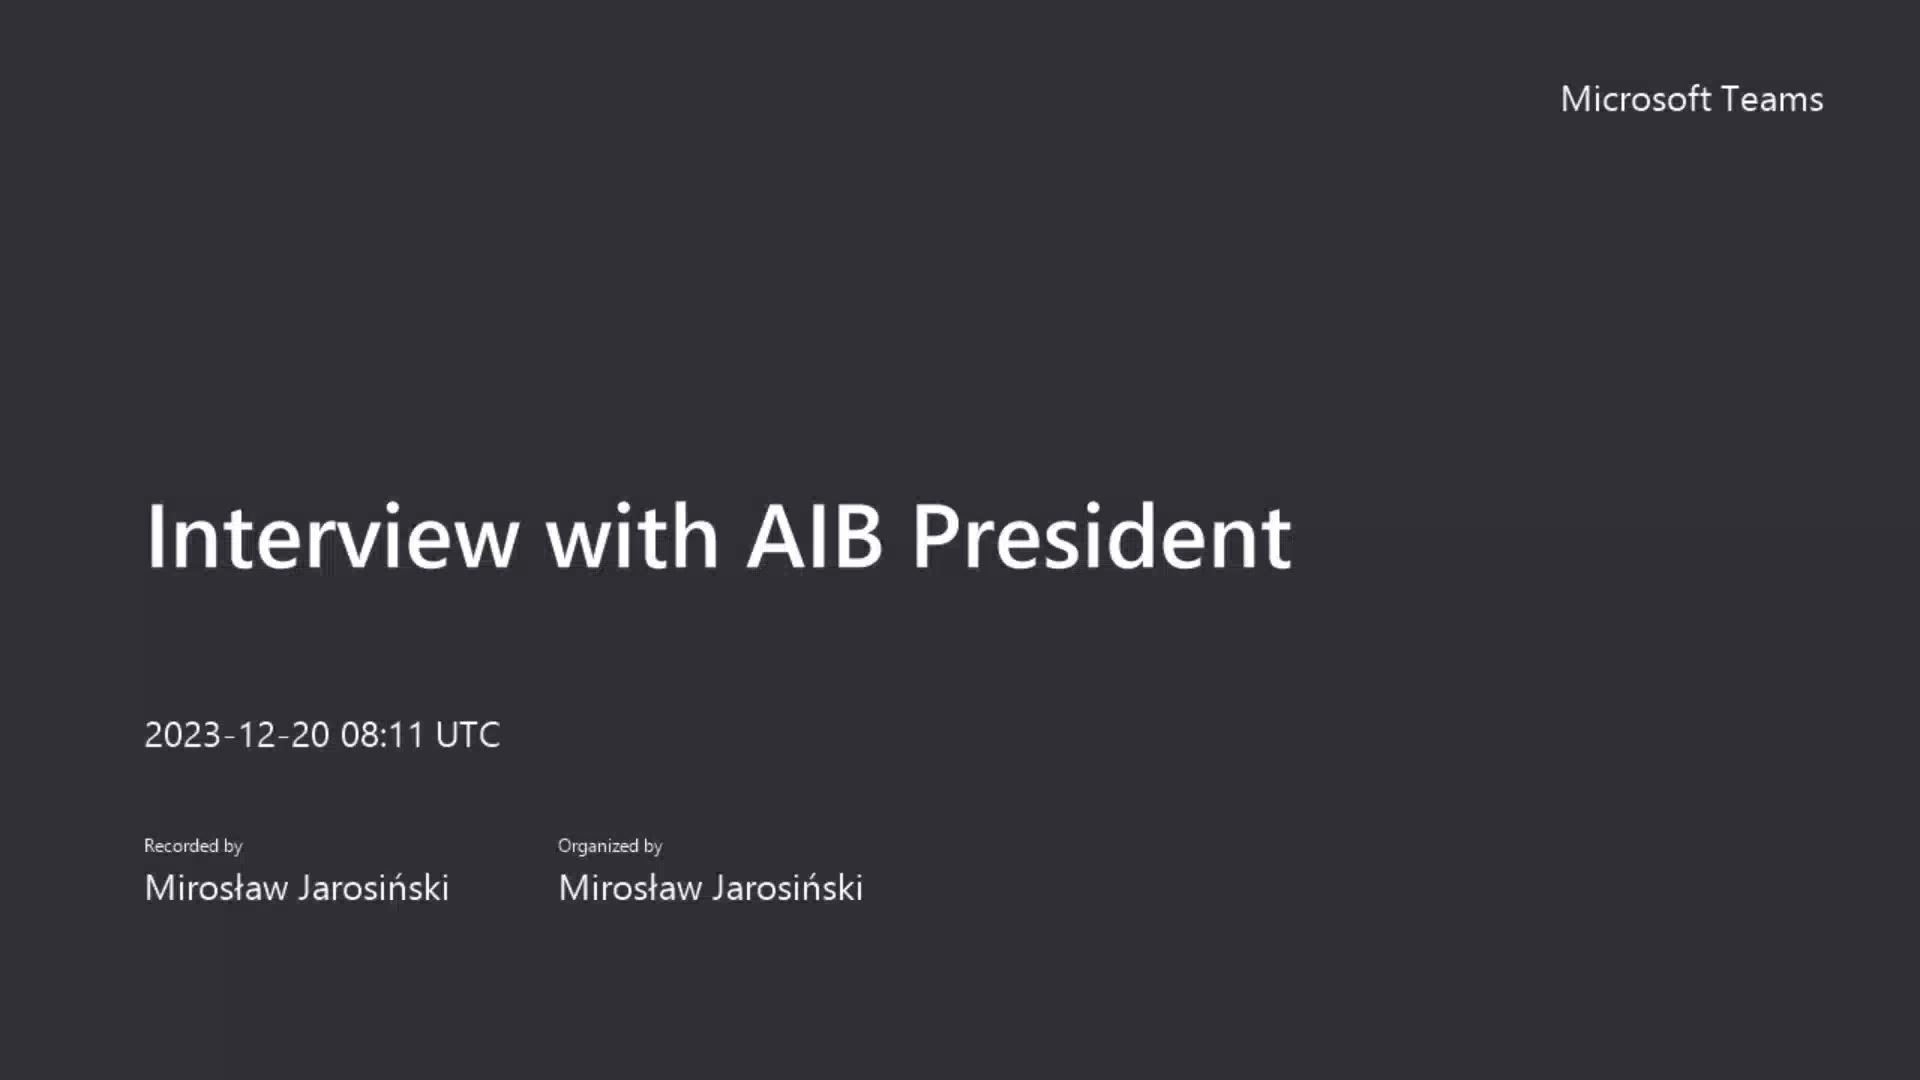 Microsoft Teams
Interview with AIB President
2023-12-20 08:11 UTC
Recorded by
Mirosław Jarosiński
Organized by
Mirosław Jarosiński